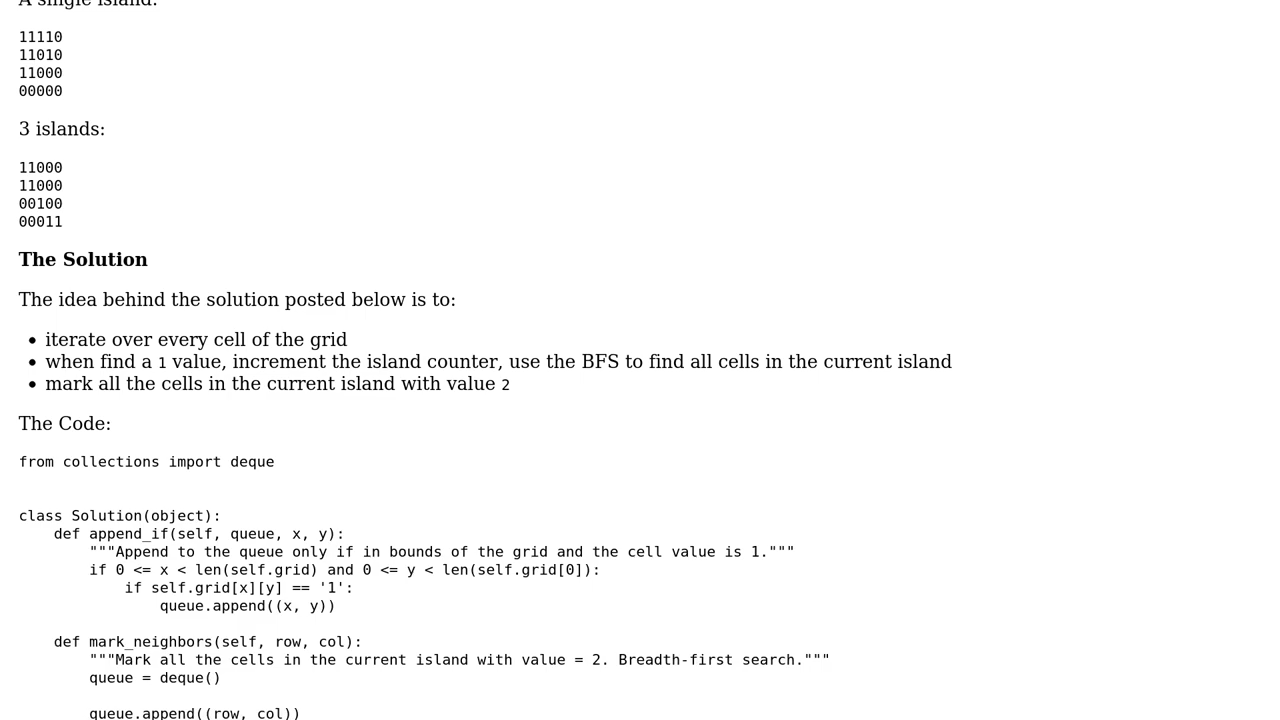 A single island:
11110
11010
11000
00000
3 islands:
11000
11000
00100
00011
The Solution
The idea behind the solution posted below is to:
• iterate over every cell of the grid
• when find a 1 value, increment the island counter, use the BFS to find all cells in the current island
• mark all the cells in the current island with value 2
The Code:
from collections import deque
class Solution(object):
    def append_if(self, queue, x, y):
        """Append to the queue only if in bounds of the grid and the cell value is 1."""
        if 0 <= x < len(self.grid) and 0 <= y < len(self.grid[0]):
            if self.grid[x][y] == '1':
                queue.append((x, y))
    def mark_neighbors(self, row, col):
        """Mark all the cells in the current island with value = 2. Breadth-first search."""
        queue = deque()
        queue.append((row, col))